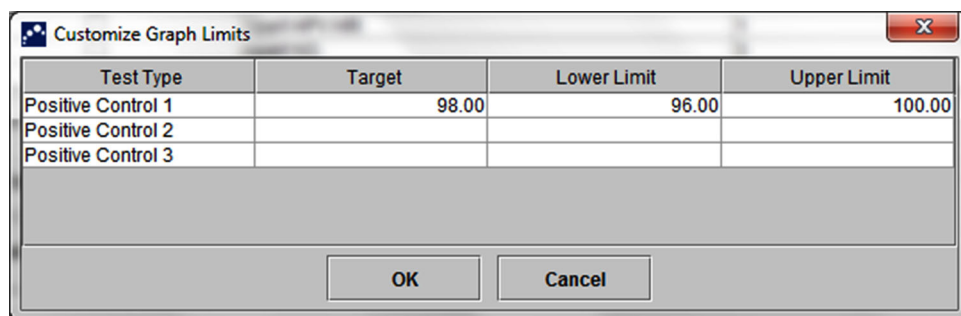 Customize Graph Limits
Test Type Target Lower Limit Upper Limit
Positive Control 1 98.00 96.00 100.00
Positive Control 2
Positive Control 3
OK Cancel